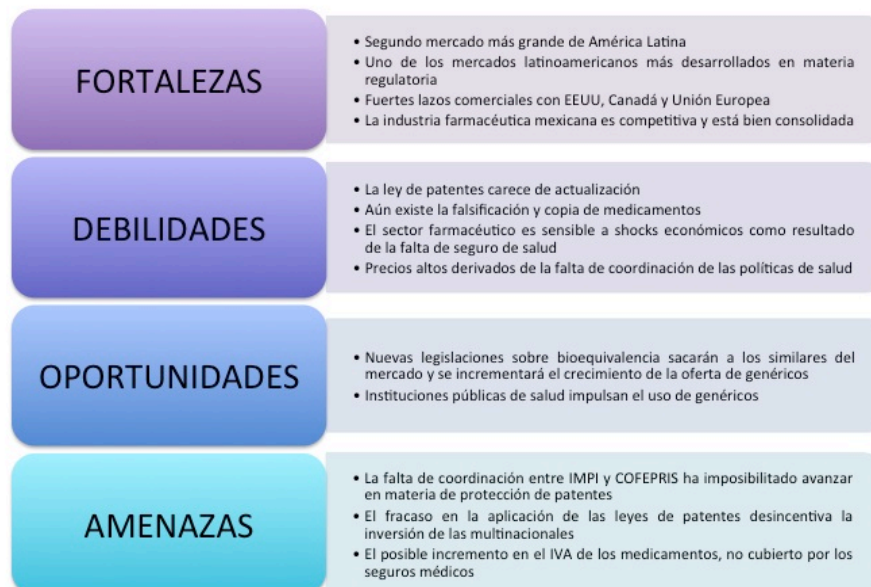 FORTALEZAS
• Segundo mercado más grande de América Latina
• Uno de los mercados latinoamericanos más desarrollados en materia
regulatoria
• Fuertes lazos comerciales con EEUU, Canadá y Unión Europea
• La industria farmacéutica mexicana es competitiva y está bien consolidada
DEBILIDADES
• La ley de patentes carece de actualización
• Aún existe la falsificación y copia de medicamentos
• El sector farmacéutico es sensible a shocks económicos como resultado
de la falta de seguro de salud
• Precios altos derivados de la falta de coordinación de las políticas de salud
OPORTUNIDADES
• Nuevas legislaciones sobre bioequivalencia sacarán a los similares del
mercado y se incrementará el crecimiento de la oferta de genéricos
• Instituciones públicas de salud impulsan el uso de genéricos
AMENAZAS
• La falta de coordinación entre IMPI y COFEPRIS ha imposibilitado avanzar
en materia de protección de patentes
• El fracaso en la aplicación de las leyes de patentes desincentiva la
inversión de las multinacionales
• El posible incremento en el IVA de los medicamentos, no cubierto por los
seguros médicos